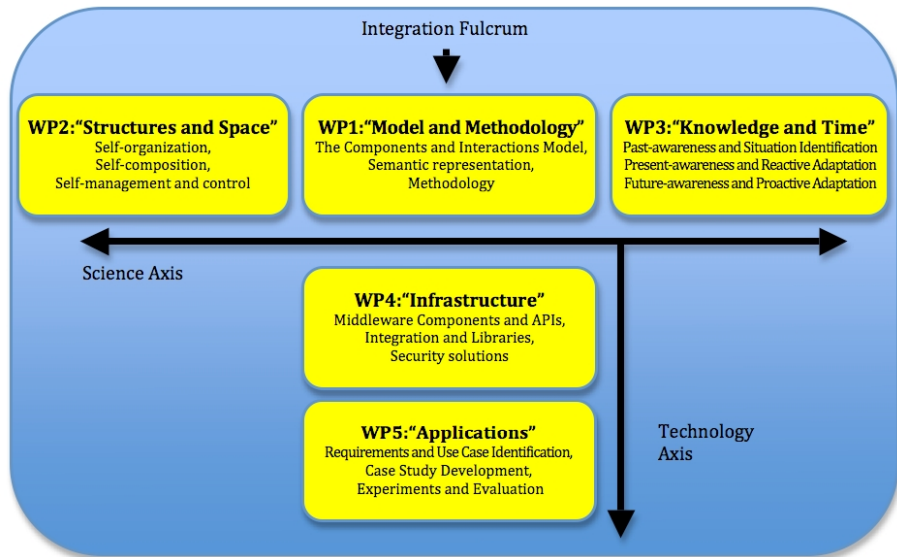 Integration Fulcrum
WP2:“Structures and Space”
Self-organization,
Self-composition,
Self-management and control
WP1:“Model and Methodology”
The Components and Interactions Model,
Semantic representation,
Methodology
WP3:“Knowledge and Time”
Past-awareness and Situation Identification
Present-awareness and Reactive Adaptation
Future-awareness and Proactive Adaptation
Science Axis
WP4:“Infrastructure”
Middleware Components and APIs,
Integration and Libraries,
Security solutions
WP5:“Applications”
Requirements and Use Case Identification,
Case Study Development,
Experiments and Evaluation
Technology
Axis